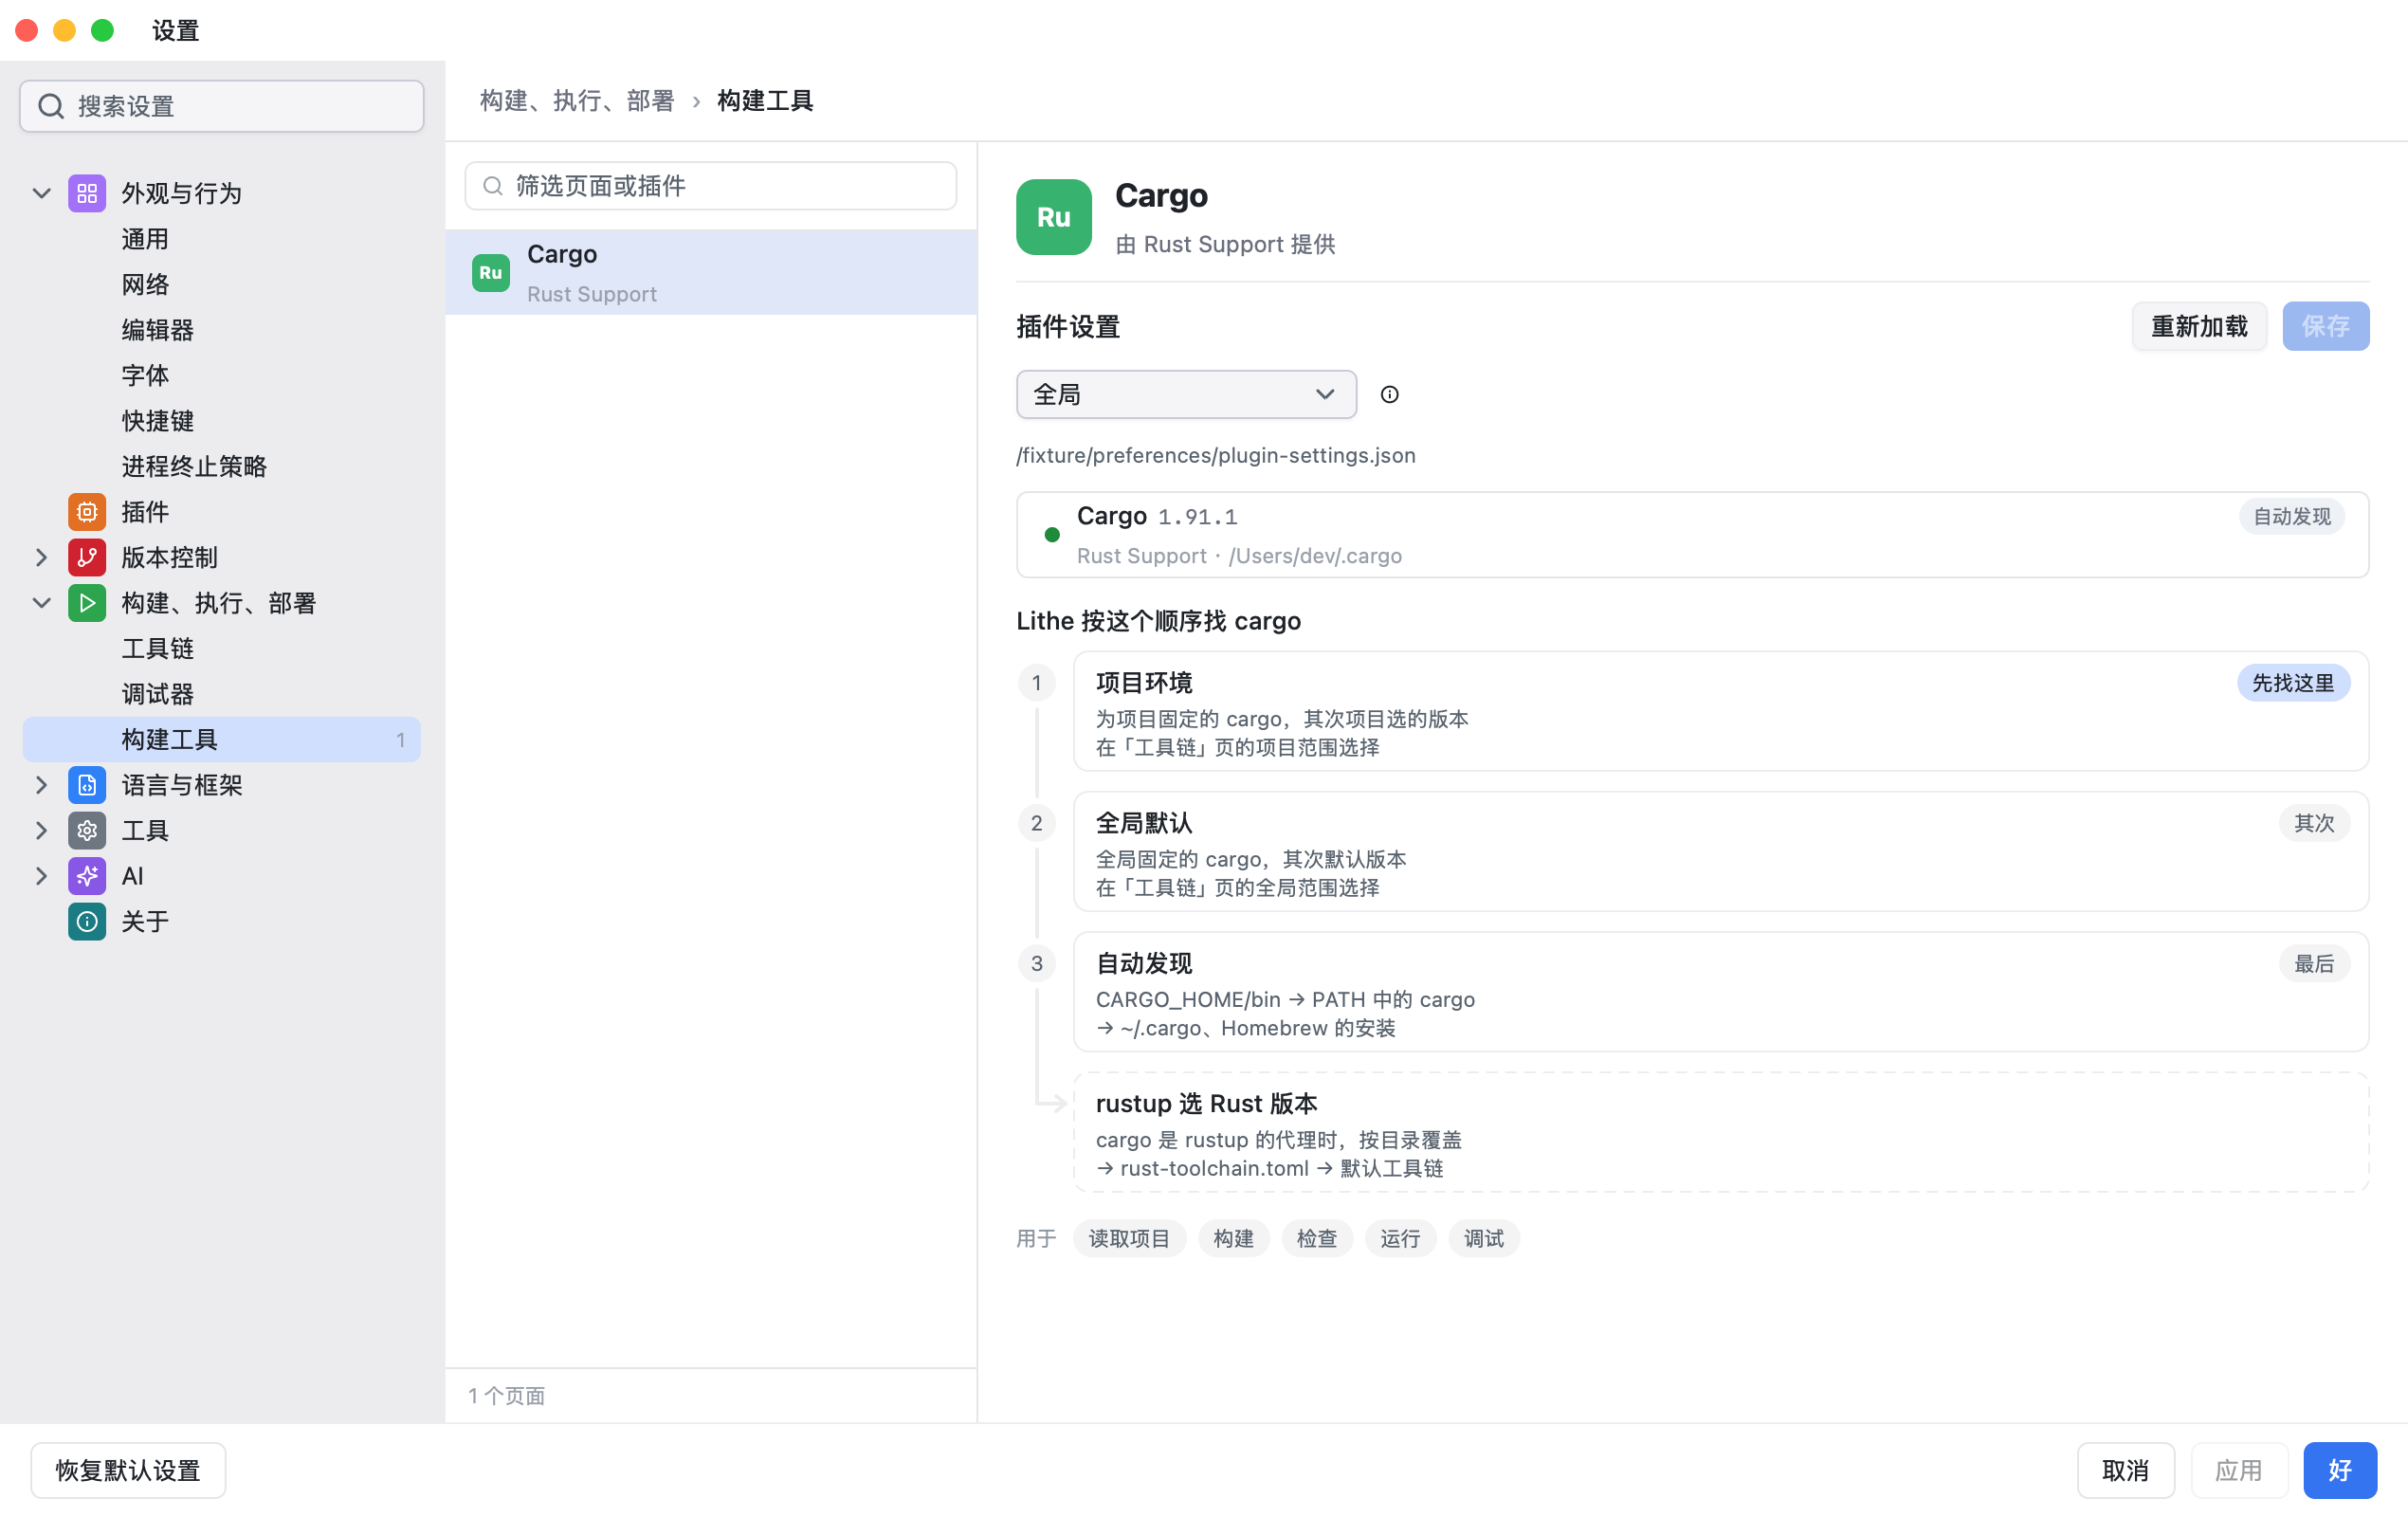 设置
搜索设置
外观与行为
通用
网络
编辑器
字体
快捷键
进程终止策略
插件
版本控制
构建、执行、部署
工具链
调试器
构建工具 1
语言与框架
工具
AI
关于
构建、执行、部署 › 构建工具
筛选页面或插件
Ru
Cargo
Rust Support
1 个页面
Ru
Cargo
由 Rust Support 提供
插件设置
重新加载
保存
全局
/fixture/preferences/plugin-settings.json
Cargo 1.91.1
自动发现
Rust Support · /Users/dev/.cargo
Lithe 按这个顺序找 cargo
1
项目环境
先找这里
为项目固定的 cargo，其次项目选的版本
在「工具链」页的项目范围选择
2
全局默认
其次
全局固定的 cargo，其次默认版本
在「工具链」页的全局范围选择
3
自动发现
最后
CARGO_HOME/bin → PATH 中的 cargo
→ ~/.cargo、Homebrew 的安装
rustup 选 Rust 版本
cargo 是 rustup 的代理时，按目录覆盖
→ rust-toolchain.toml → 默认工具链
用于 读取项目 构建 检查 运行 调试
恢复默认设置
取消
应用
好